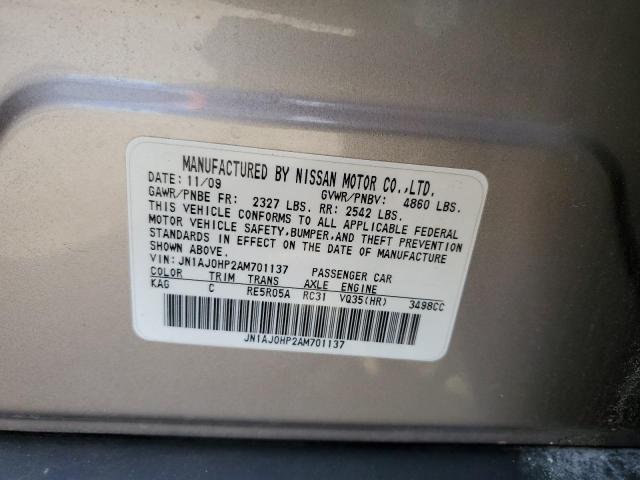 MANUFACTURED BY NISSAN MOTOR CO.,LTD.
DATE: 11/09 GVWR/PNBV: 4860 LBS.
GAWR/PNBE FR: 2327 LBS. RR: 2542 LBS.
THIS VEHICLE CONFORMS TO ALL APPLICABLE FEDERAL
MOTOR VEHICLE SAFETY,BUMPER,AND THEFT PREVENTION
STANDARDS IN EFFECT ON THE DATE OF MANUFACTURE
SHOWN ABOVE.
VIN: JN1AJ0HP2AM701137 PASSENGER CAR
COLOR TRIM TRANS AXLE ENGINE
KAG C RE5R05A RC31 VQ35(HR) 3498CC
JN1AJ0HP2AM701137